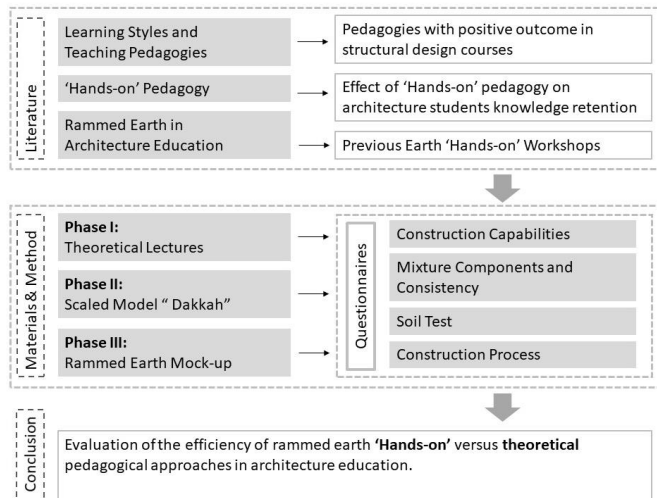 Literature
Learning Styles and
Teaching Pedagogies
Pedagogies with positive outcome in
structural design courses
‘Hands-on’ Pedagogy
Effect of ‘Hands-on’ pedagogy on
architecture students knowledge retention
Rammed Earth in
Architecture Education
Previous Earth ‘Hands-on’ Workshops
Materials & Method
Phase I:
Theoretical Lectures
Phase II:
Scaled Model “ Dakkah”
Phase III:
Rammed Earth Mock-up
Questionnaires
Construction Capabilities
Mixture Components and
Consistency
Soil Test
Construction Process
Conclusion
Evaluation of the efficiency of rammed earth ‘Hands-on’ versus theoretical
pedagogical approaches in architecture education.